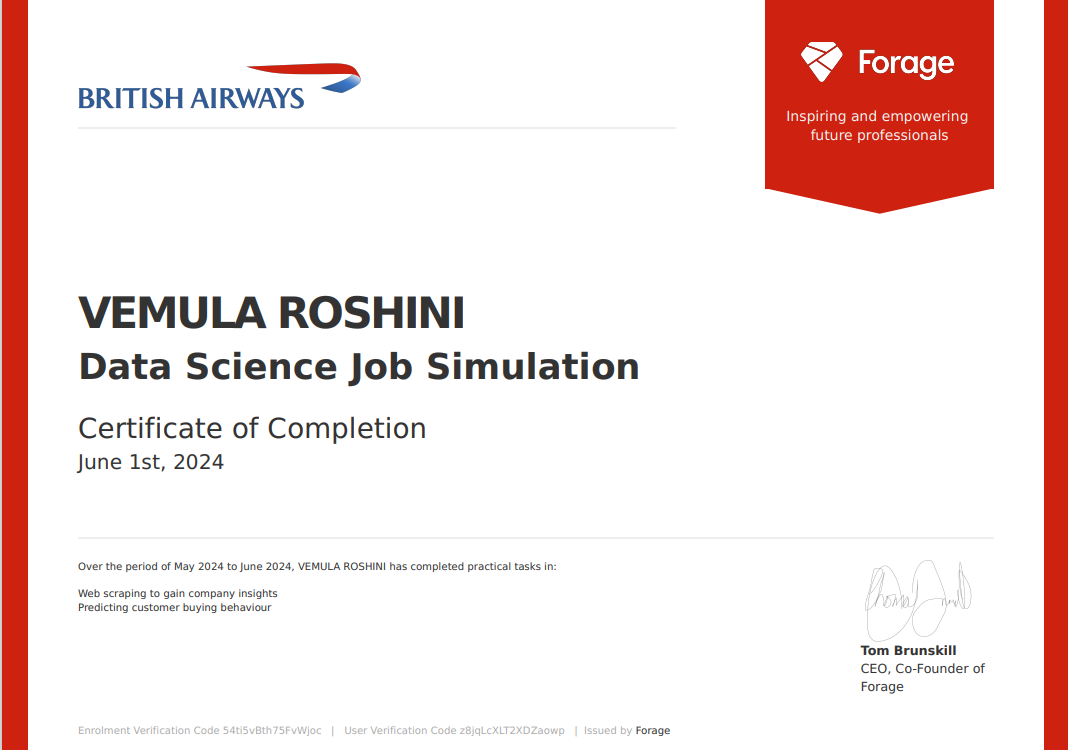 BRITISH AIRWAYS
Forage
Inspiring and empowering
future professionals
VEMULA ROSHINI
Data Science Job Simulation
Certificate of Completion
June 1st, 2024
Over the period of May 2024 to June 2024, VEMULA ROSHINI has completed practical tasks in:
Web scraping to gain company insights
Predicting customer buying behaviour
Tom Brunskill
CEO, Co-Founder of
Forage
Enrolment Verification Code 54ti5vBth75FvWjoc | User Verification Code z8jqLcXLT2XDZaowp | Issued by Forage